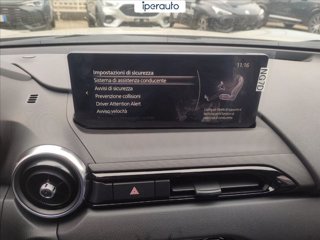 iperauto
11:16
Impostazioni di sicurezza
Sistema di assistenza conducente
Avvisi di sicurezza
Prevenzione collisioni
Driver Attention Alert
Avviso velocità